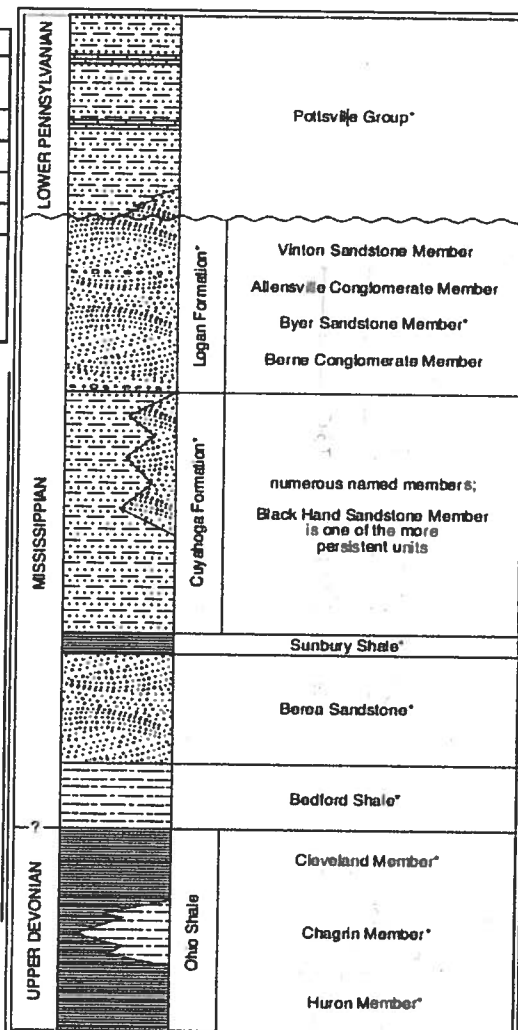 LOWER PENNSYLVANIAN
Pottsville Group*
MISSISSIPPIAN
Logan Formation*
Vinton Sandstone Member
Allensville Conglomerate Member
Byer Sandstone Member*
Berne Conglomerate Member
Cuyahoga Formation*
numerous named members;
Black Hand Sandstone Member
is one of the more
persistent units
Sunbury Shale*
Berea Sandstone*
Bedford Shale*
?
UPPER DEVONIAN
Ohio Shale
Cleveland Member*
Chagrin Member*
Huron Member*